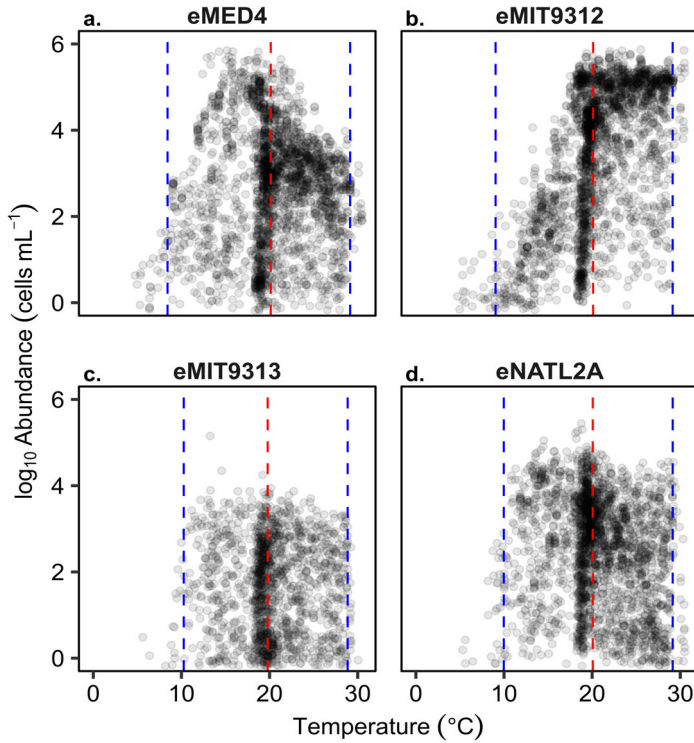 a. eMED4
b. eMIT9312
6
4
2
0
c. eMIT9313
d. eNATL2A
6
4
2
0
0 10 20 30
0 10 20 30
log₁₀ Abundance (cells mL⁻¹)
Temperature (°C)